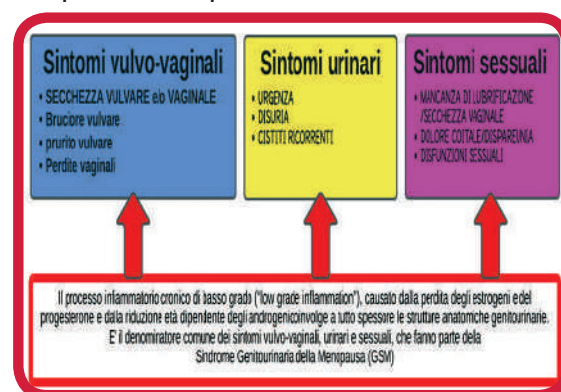 Sintomi vulvo-vaginali
• SECCHEZZA VULVARE e/o VAGINALE
• Bruciore vulvare
• prurito vulvare
• Perdite vaginali
Sintomi urinari
• URGENZA
• DISURIA
• CISTITI RICORRENTI
Sintomi sessuali
• MANCANZA DI LUBRIFICAZIONE
/SECCHEZZA VAGINALE
• DOLORE COITALE/DISPAREUNIA
• DISFUNZIONI SESSUALI
Il processo infiammatorio cronico di basso grado ("low grade inflammation"), causato dalla perdita degli estrogeni e del
progesterone e dalla riduzione età dipendente degli androgenicoinvolge a tutto spessore le strutture anatomiche genitourinarie.
E' il denominatore comune dei sintomi vulvo-vaginali, urinari e sessuali, che fanno parte dela
Sindrome Genitourinaria della Menopausa (GSM)